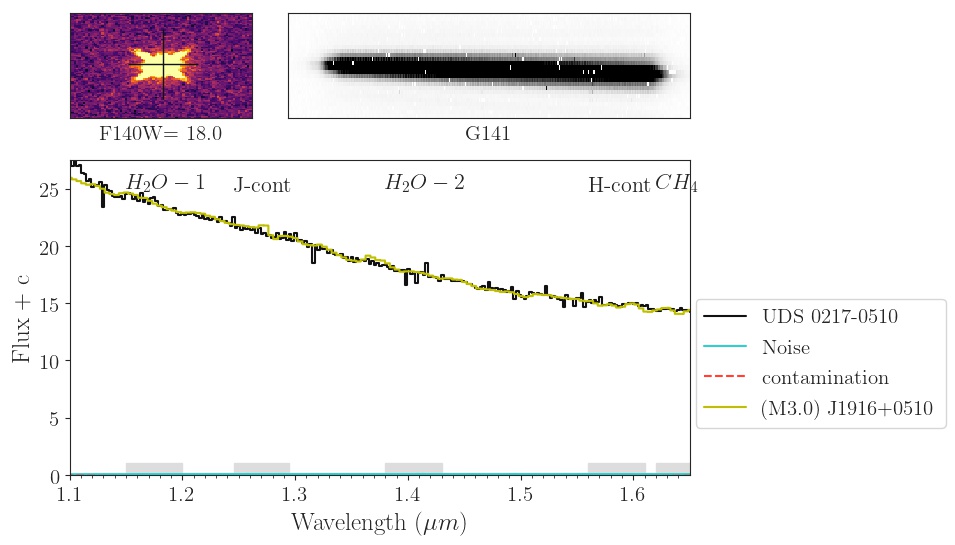 F140W= 18.0
G141
H₂O − 1
J-cont
H₂O − 2
H-cont
CH₄
25
20
15
10
5
0
Flux + c
1.1
1.2
1.3
1.4
1.5
1.6
Wavelength (μm)
UDS 0217-0510
Noise
contamination
(M3.0) J1916+0510